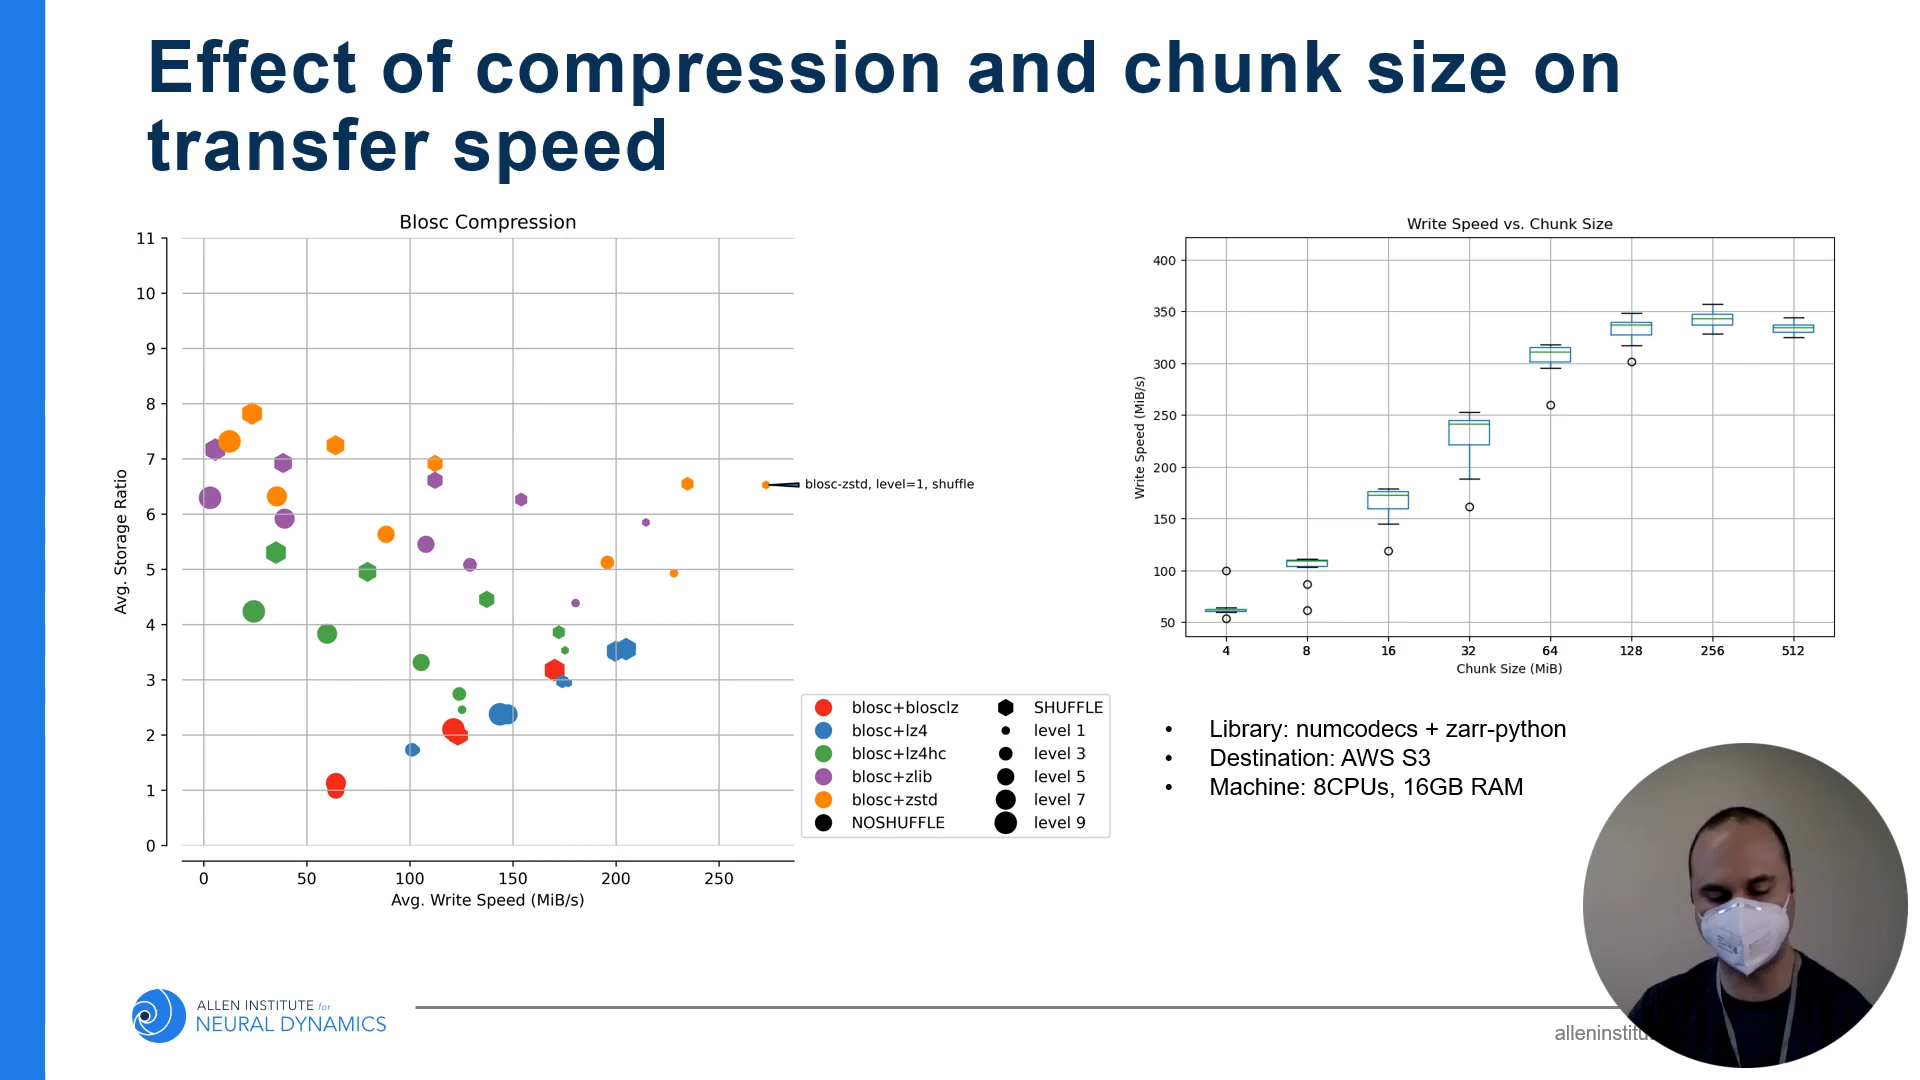 Effect of compression and chunk size on
transfer speed
Blosc Compression
11
10
9
8
7
6
5
4
3
2
1
0
Avg. Storage Ratio
0 50 100 150 200 250
Avg. Write Speed (MiB/s)
blosc-zstd, level=1, shuffle
blosc+blosclz SHUFFLE
blosc+lz4 level 1
blosc+lz4hc level 3
blosc+zlib level 5
blosc+zstd level 7
NOSHUFFLE level 9
Write Speed vs. Chunk Size
400
350
300
250
200
150
100
50
Write Speed (MiB/s)
4 8 16 32 64 128 256 512
Chunk Size (MiB)
• Library: numcodecs + zarr-python
• Destination: AWS S3
• Machine: 8CPUs, 16GB RAM
ALLEN INSTITUTE for
NEURAL DYNAMICS